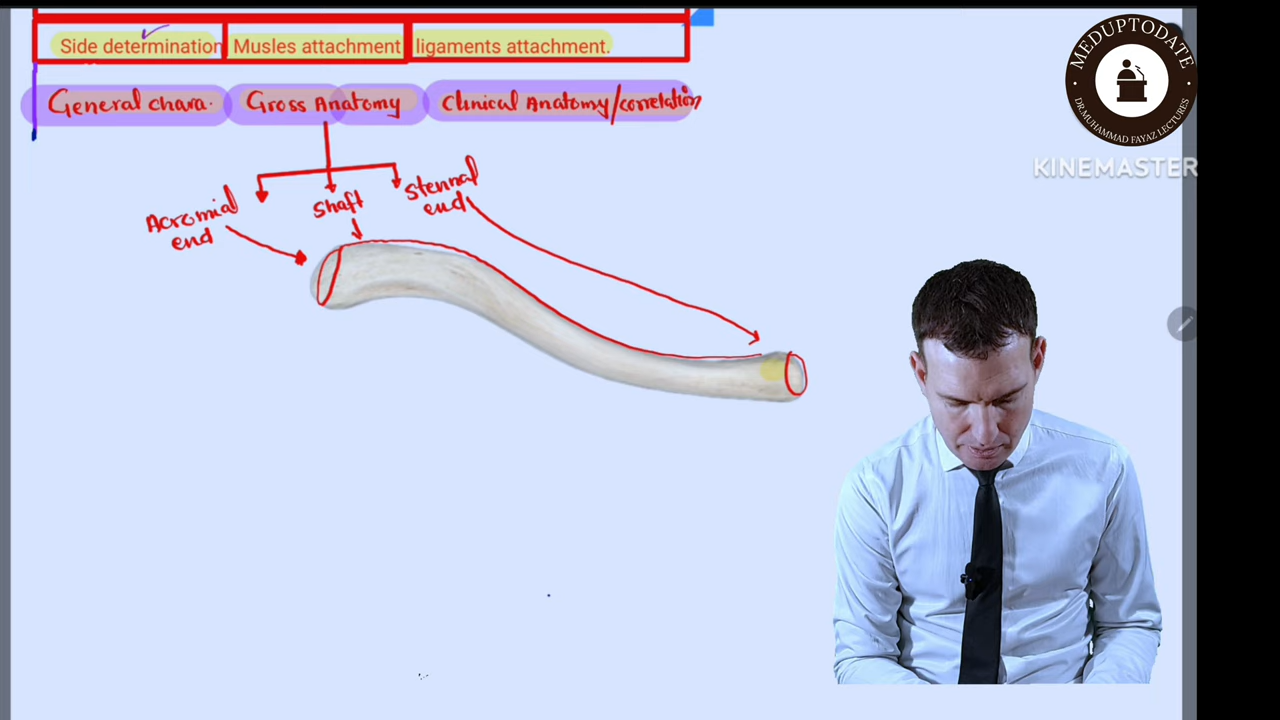 Side determination Musles attachment ligaments attachment.
General chara. Gross Anatomy Clinical Anatomy/correlation
Acromial end
Shaft
Sternal end
MEDUPTODATE
DR.MUHAMMAD FAYAZ LECTURES
KINEMASTER